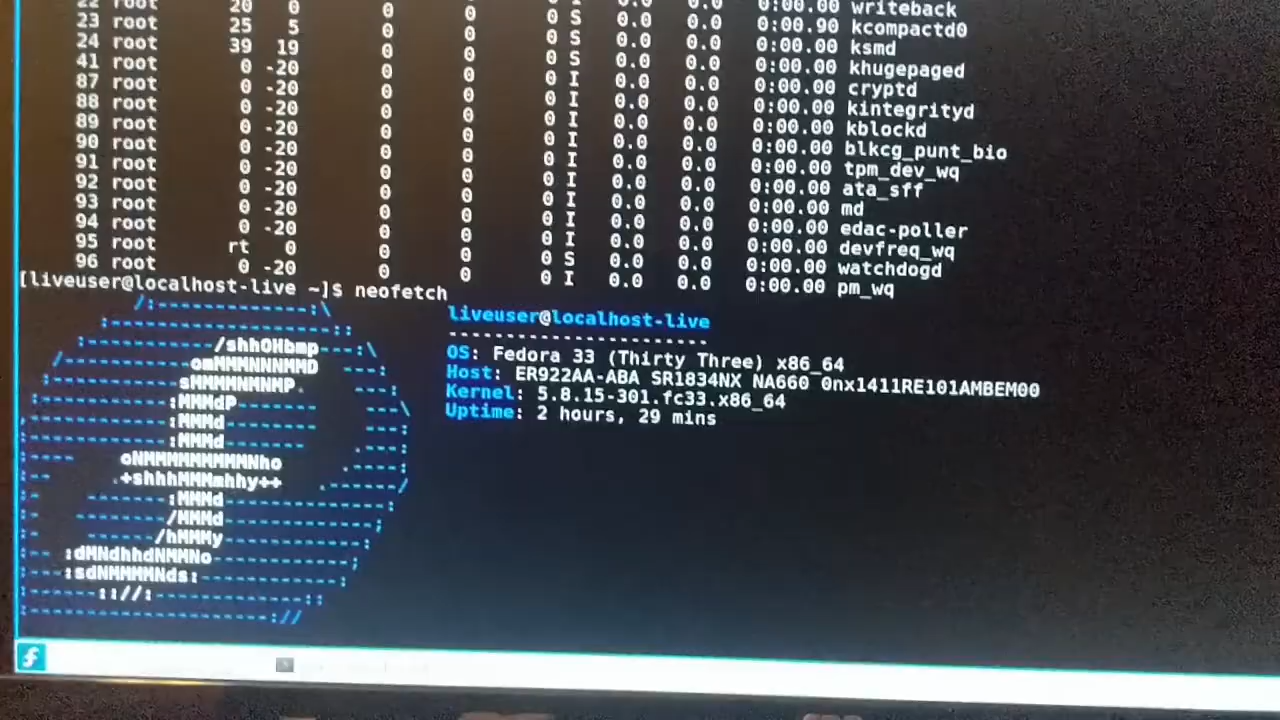 22 root 20 0 0 0 0 I 0.0 0.0 0:00.00 writeback
23 root 25 5 0 0 0 S 0.0 0.0 0:00.90 kcompactd0
24 root 39 19 0 0 0 S 0.0 0.0 0:00.00 ksmd
41 root 0 -20 0 0 0 S 0.0 0.0 0:00.00 khugepaged
87 root 0 -20 0 0 0 I 0.0 0.0 0:00.00 cryptd
88 root 0 -20 0 0 0 I 0.0 0.0 0:00.00 kintegrityd
89 root 0 -20 0 0 0 I 0.0 0.0 0:00.00 kblockd
90 root 0 -20 0 0 0 I 0.0 0.0 0:00.00 blkcg_punt_bio
91 root 0 -20 0 0 0 I 0.0 0.0 0:00.00 tpm_dev_wq
92 root 0 -20 0 0 0 I 0.0 0.0 0:00.00 ata_sff
93 root 0 -20 0 0 0 I 0.0 0.0 0:00.00 md
94 root 0 -20 0 0 0 I 0.0 0.0 0:00.00 edac-poller
95 root rt 0 0 0 0 I 0.0 0.0 0:00.00 devfreq_wq
96 root 0 -20 0 0 0 S 0.0 0.0 0:00.00 watchdogd
0 0 I 0.0 0.0 0:00.00 pm_wq
[liveuser@localhost-live ~]$ neofetch
liveuser@localhost-live
-----------------------
OS: Fedora 33 (Thirty Three) x86_64
Host: ER922AA-ABA SR1834NX NA660 0nx1411RE101AMBEM00
Kernel: 5.8.15-301.fc33.x86_64
Uptime: 2 hours, 29 mins